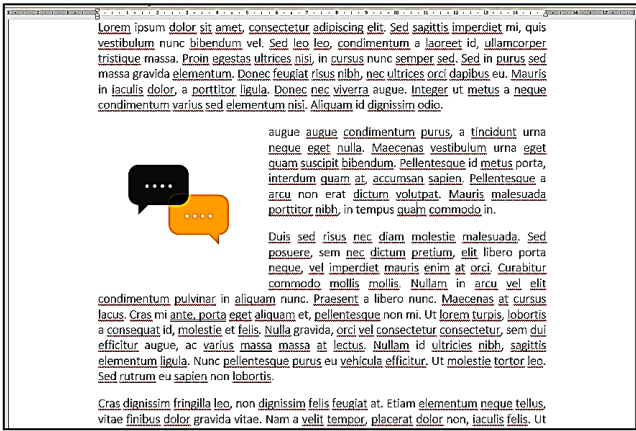 Lorem ipsum dolor sit amet, consectetur adipiscing elit. Sed sagittis imperdiet mi, quis
vestibulum nunc bibendum vel. Sed leo leo, condimentum a laoreet id, ullamcorper
tristique massa. Proin egestas ultrices nisi, in cursus nunc semper sed. Sed in purus sed
massa gravida elementum. Donec feugiat risus nibh, nec ultrices orci dapibus eu. Mauris
in iaculis dolor, a porttitor ligula. Donec nec viverra augue. Integer ut metus a neque
condimentum varius sed elementum nisi. Aliquam id dignissim odio.
augue augue condimentum purus, a tincidunt urna
neque eget nulla. Maecenas vestibulum urna eget
quam suscipit bibendum. Pellentesque id metus porta,
interdum quam at, accumsan sapien. Pellentesque a
arcu non erat dictum volutpat. Mauris malesuada
porttitor nibh, in tempus quam commodo in.
Duis sed risus nec diam molestie malesuada. Sed
posuere, sem nec dictum pretium, elit libero porta
neque, vel imperdiet mauris enim at orci. Curabitur
commodo mollis mollis. Nullam in arcu vel elit
condimentum pulvinar in aliquam nunc. Praesent a libero nunc. Maecenas at cursus
lacus. Cras mi ante, porta eget aliquam et, pellentesque non mi. Ut lorem turpis, lobortis
a consequat id, molestie et felis. Nulla gravida, orci vel consectetur consectetur, sem dui
efficitur augue, ac varius massa massa at lectus. Nullam id ultricies nibh, sagittis
elementum ligula. Nunc pellentesque purus eu vehicula efficitur. Ut molestie tortor leo.
Sed rutrum eu sapien non lobortis.
Cras dignissim fringilla leo, non dignissim felis feugiat at. Etiam elementum neque tellus,
vitae finibus dolor gravida vitae. Nam a velit tempor, placerat dolor non, iaculis felis. Ut